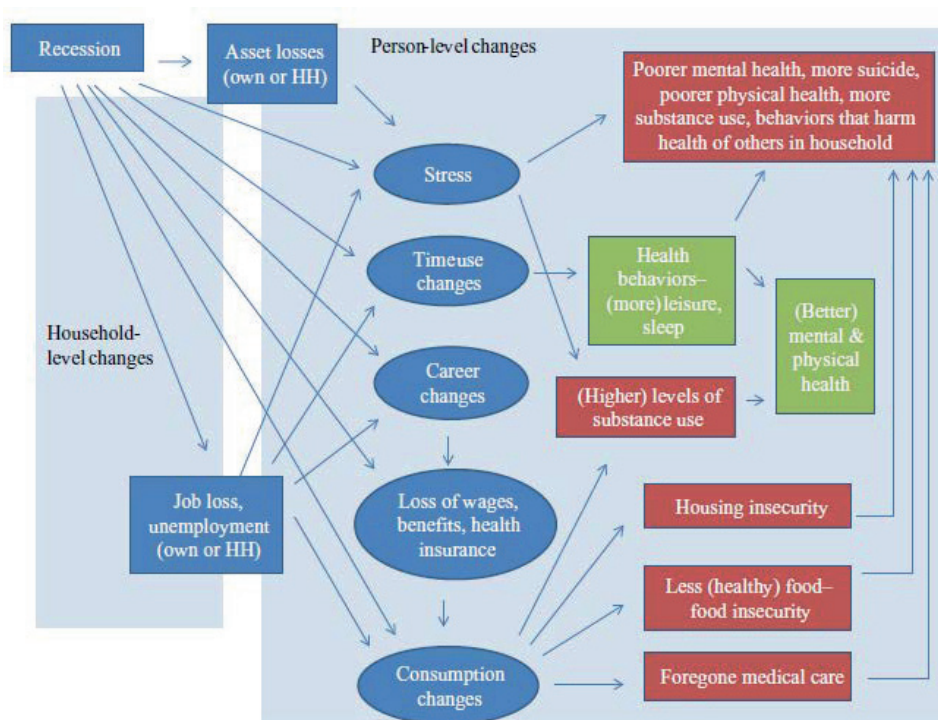 Recession
Asset losses
(own or HH)
Person-level changes
Poorer mental health, more suicide,
poorer physical health, more
substance use, behaviors that harm
health of others in household
Stress
Timeuse
changes
Health
behaviors–
(more) leisure,
sleep
(Better)
mental &
physical
health
Household-
level changes
Career
changes
(Higher) levels of
substance use
Job loss,
unemployment
(own or HH)
Loss of wages,
benefits, health
insurance
Housing insecurity
Less (healthy) food–
food insecurity
Consumption
changes
Foregone medical care